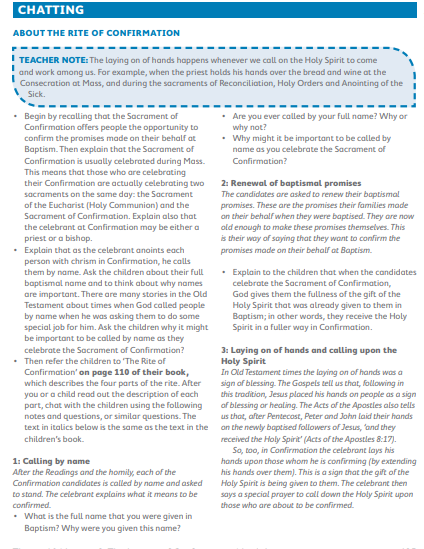 CHATTING
ABOUT THE RITE OF CONFIRMATION
TEACHER NOTE: The laying on of hands happens whenever we call on the Holy Spirit to come
and work among us. For example, when the priest holds his hands over the bread and wine at the
Consecration at Mass, and during the sacraments of Reconciliation, Holy Orders and Anointing of the
Sick.
• Begin by recalling that the Sacrament of
Confirmation offers people the opportunity to
confirm the promises made on their behalf at
Baptism. Then explain that the Sacrament of
Confirmation is usually celebrated during Mass.
This means that those who are celebrating
their Confirmation are actually celebrating two
sacraments on the same day: the Sacrament
of the Eucharist (Holy Communion) and the
Sacrament of Confirmation. Explain also that
the celebrant at Confirmation may be either a
priest or a bishop.
• Explain that as the celebrant anoints each
person with chrism in Confirmation, he calls
them by name. Ask the children about their full
baptismal name and to think about why names
are important. There are many stories in the Old
Testament about times when God called people
by name when he was asking them to do some
special job for him. Ask the children why it might
be important to be called by name as they
celebrate the Sacrament of Confirmation?
• Then refer the children to 'The Rite of
Confirmation' on page 110 of their book,
which describes the four parts of the rite. After
you or a child read out the description of each
part, chat with the children using the following
notes and questions, or similar questions. The
text in italics below is the same as the text in the
children's book.
1: Calling by name
After the Readings and the homily, each of the
Confirmation candidates is called by name and asked
to stand. The celebrant explains what it means to be
confirmed.
• What is the full name that you were given in
Baptism? Why were you given this name?
• Are you ever called by your full name? Why or
why not?
• Why might it be important to be called by
name as you celebrate the Sacrament of
Confirmation?
2: Renewal of baptismal promises
The candidates are asked to renew their baptismal
promises. These are the promises their families made
on their behalf when they were baptised. They are now
old enough to make these promises themselves. This
is their way of saying that they want to confirm the
promises made on their behalf at Baptism.
• Explain to the children that when the candidates
celebrate the Sacrament of Confirmation,
God gives them the fullness of the gift of the
Holy Spirit that was already given to them in
Baptism; in other words, they receive the Holy
Spirit in a fuller way in Confirmation.
3: Laying on of hands and calling upon the
Holy Spirit
In Old Testament times the laying on of hands was a
sign of blessing. The Gospels tell us that, following in
this tradition, Jesus placed his hands on people as a sign
of blessing or healing. The Acts of the Apostles also tells
us that, after Pentecost, Peter and John laid their hands
on the newly baptised followers of Jesus, 'and they
received the Holy Spirit' (Acts of the Apostles 8:17).
So, too, in Confirmation the celebrant lays his
hands upon those whom he is confirming (by extending
his hands over them). This is a sign that the gift of the
Holy Spirit is being given to them. The celebrant then
says a special prayer to call down the Holy Spirit upon
those who are about to be confirmed.